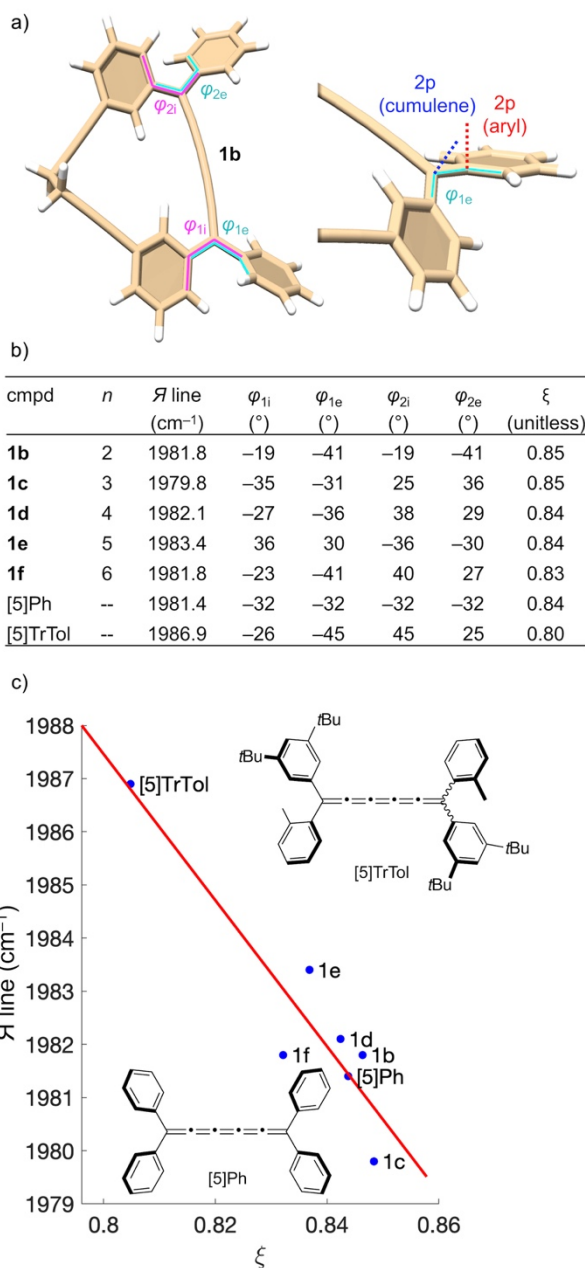 a)
φ2i
φ2e
1b
φ1i
φ1e
2p
(cumulene)
2p
(aryl)
φ1e
b)
cmpd n Я line φ1i φ1e φ2i φ2e ξ
(cm–1) (°) (°) (°) (°) (unitless)
1b 2 1981.8 –19 –41 –19 –41 0.85
1c 3 1979.8 –35 –31 25 36 0.85
1d 4 1982.1 –27 –36 38 29 0.84
1e 5 1983.4 36 30 –36 –30 0.84
1f 6 1981.8 –23 –41 40 27 0.83
[5]Ph -- 1981.4 –32 –32 –32 –32 0.84
[5]TrTol -- 1986.9 –26 –45 45 25 0.80
c)
1988
1987
1986
1985
1984
1983
1982
1981
1980
1979
Я line (cm–1)
[5]TrTol
tBu
tBu
tBu
tBu
[5]TrTol
1e
1d
1f
1b
[5]Ph
1c
[5]Ph
0.8 0.82 0.84 0.86
ξ